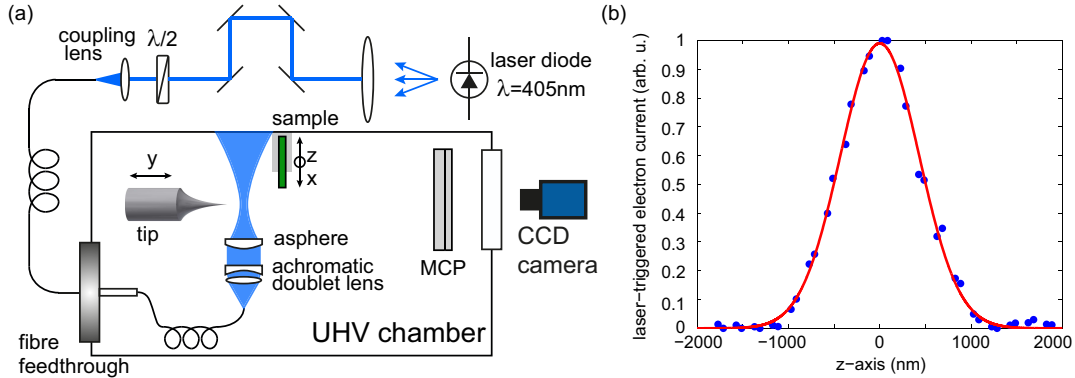 (a)
coupling
lens
λ/2
laser diode
λ=405nm
sample
z
x
y
tip
asphere
achromatic
doublet lens
MCP
CCD
camera
UHV chamber
fibre
feedthrough
(b)
laser−triggered electron current (arb. u.)
1
0.9
0.8
0.7
0.6
0.5
0.4
0.3
0.2
0.1
0
−2000
−1000
0
1000
2000
z−axis (nm)